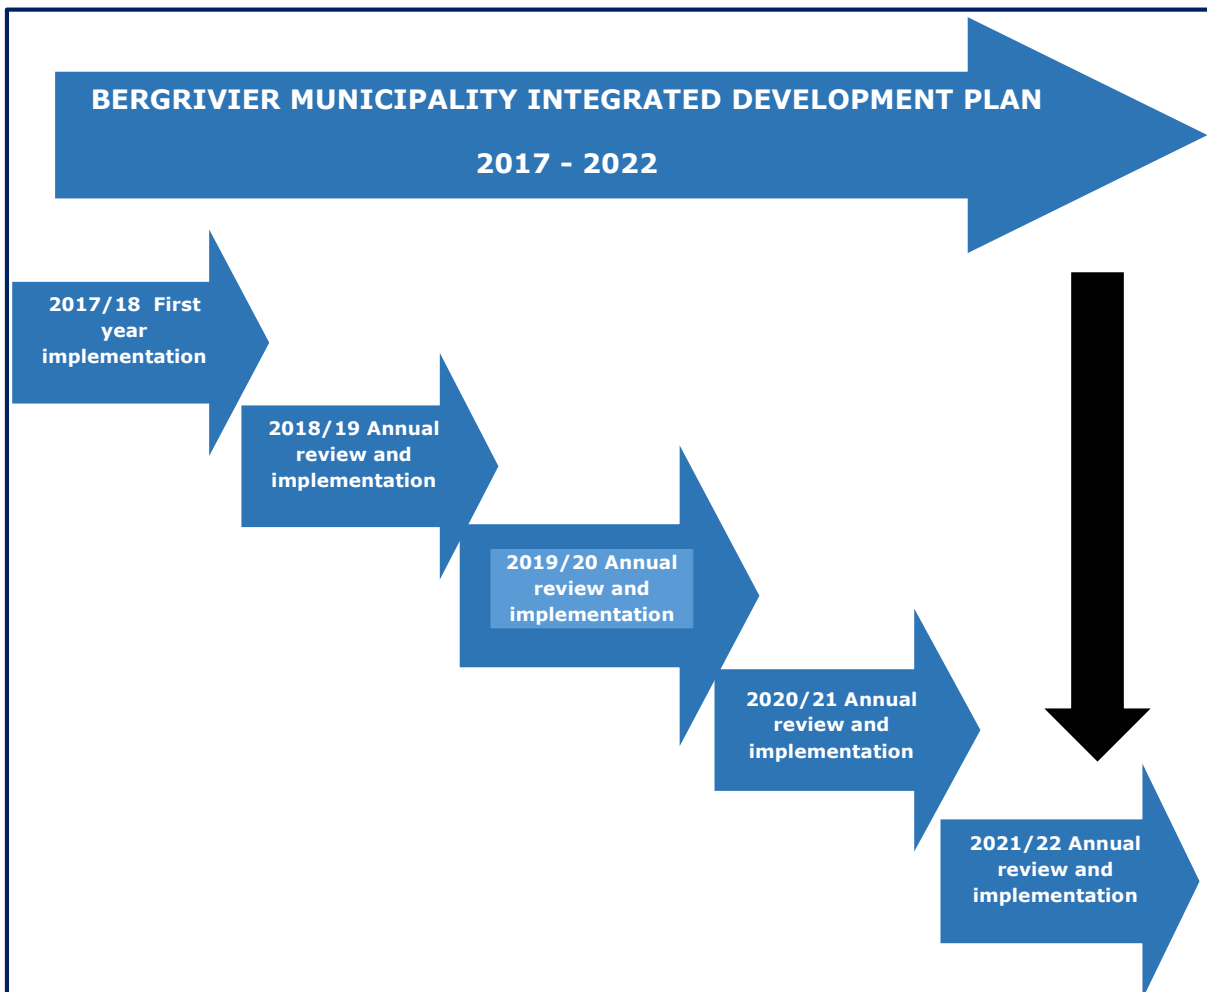 BERGRIVIER MUNICIPALITY INTEGRATED DEVELOPMENT PLAN
2017 - 2022
2017/18 First
year
implementation
2018/19 Annual
review and
implementation
2019/20 Annual
review and
implementation
2020/21 Annual
review and
implementation
2021/22 Annual
review and
implementation